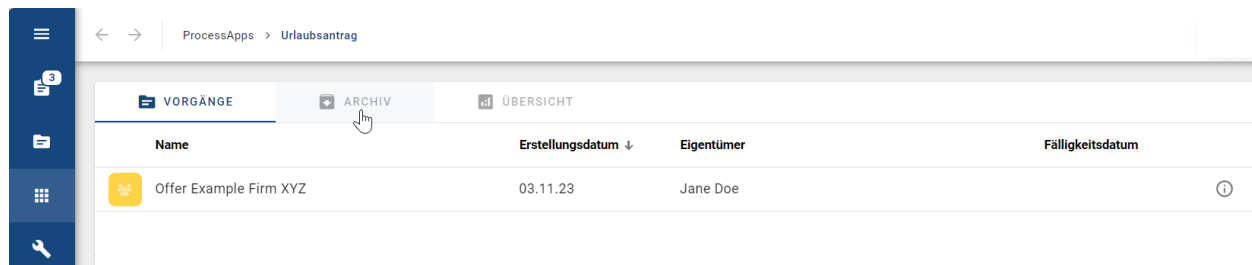 ProcessApps > Urlaubsantrag
3
VORGÄNGE ARCHIV ÜBERSICHT
Name Erstellungsdatum ↓ Eigentümer Fälligkeitsdatum
Offer Example Firm XYZ 03.11.23 Jane Doe